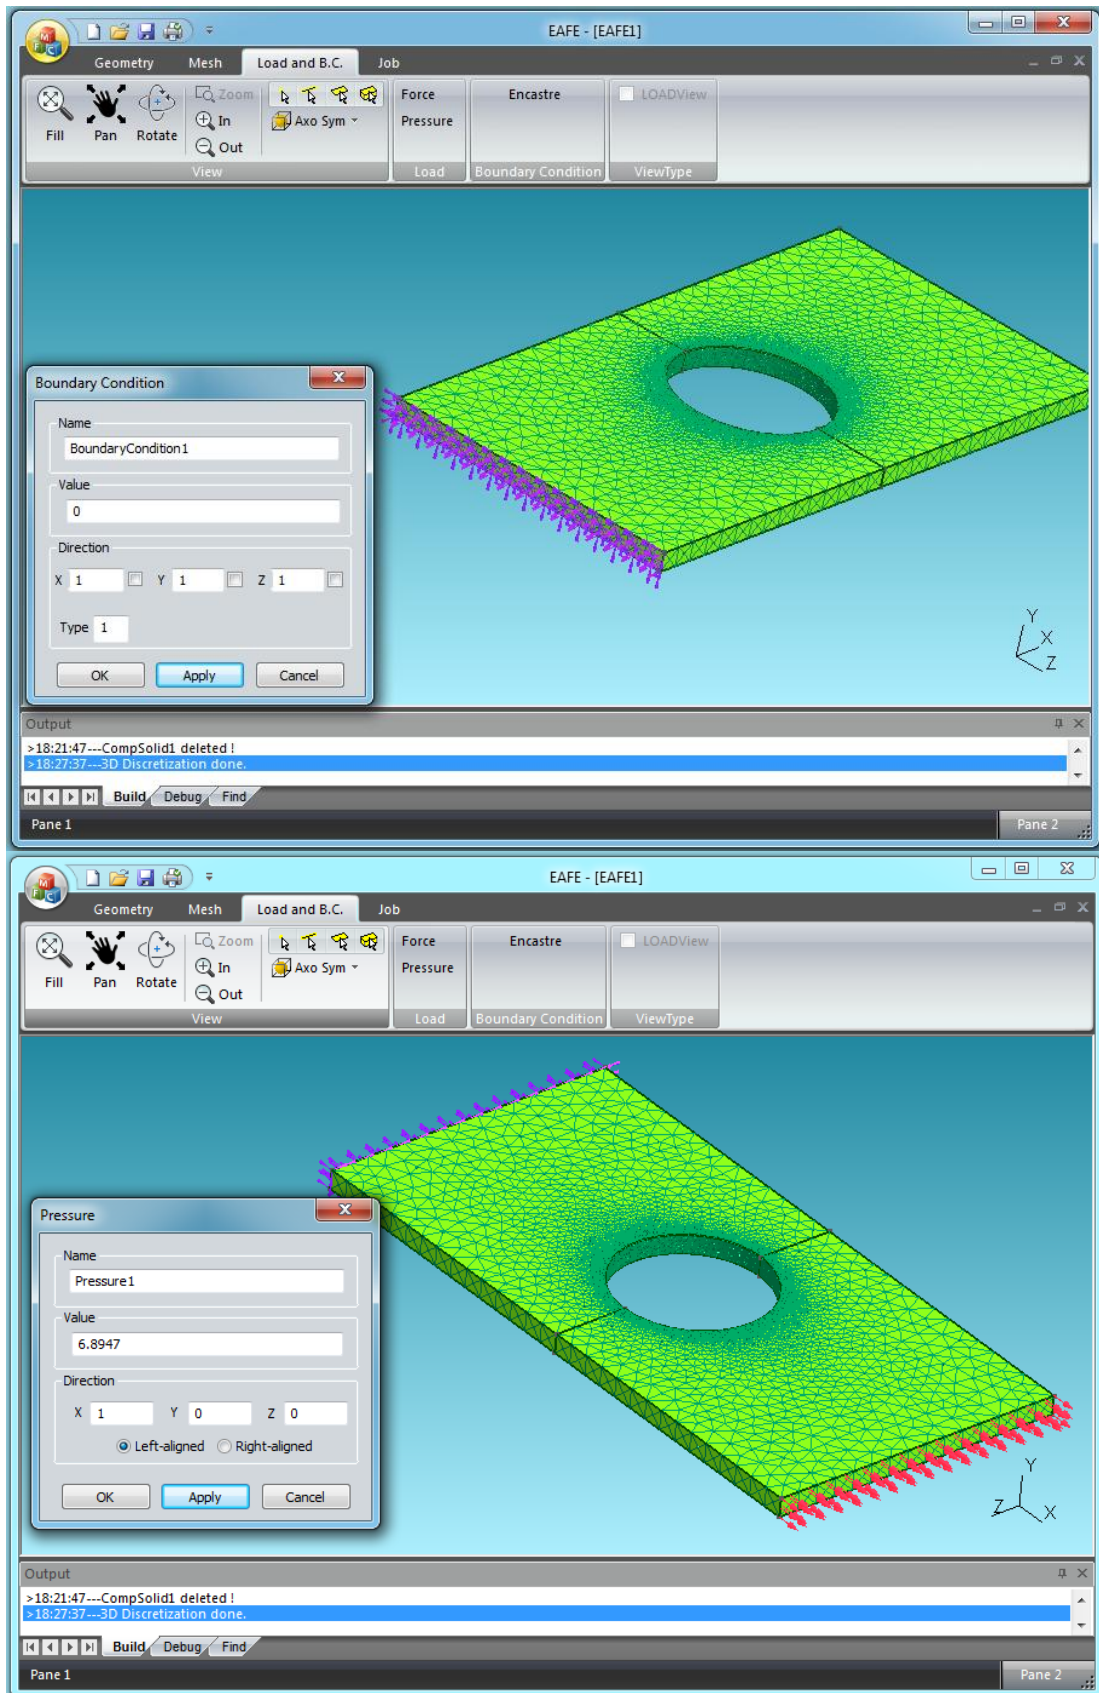 EAFE - [EAFE1]
Geometry Mesh Load and B.C. Job
Fill Pan Rotate Zoom In Out Axo Sym Force Pressure Encastre LOADView
View Load Boundary Condition ViewType
Boundary Condition
Name
BoundaryCondition1
Value
0
Direction
X 1 Y 1 Z 1
Type 1
OK Apply Cancel
Y
X
Z
Output
>18:21:47---CompSolid1 deleted !
>18:27:37---3D Discretization done.
Build Debug Find
Pane 1 Pane 2
EAFE - [EAFE1]
Geometry Mesh Load and B.C. Job
Fill Pan Rotate Zoom In Out Axo Sym Force Pressure Encastre LOADView
View Load Boundary Condition ViewType
Pressure
Name
Pressure1
Value
6.8947
Direction
X 1 Y 0 Z 0
Left-aligned Right-aligned
OK Apply Cancel
Y
Z X
Output
>18:21:47---CompSolid1 deleted !
>18:27:37---3D Discretization done.
Build Debug Find
Pane 1 Pane 2